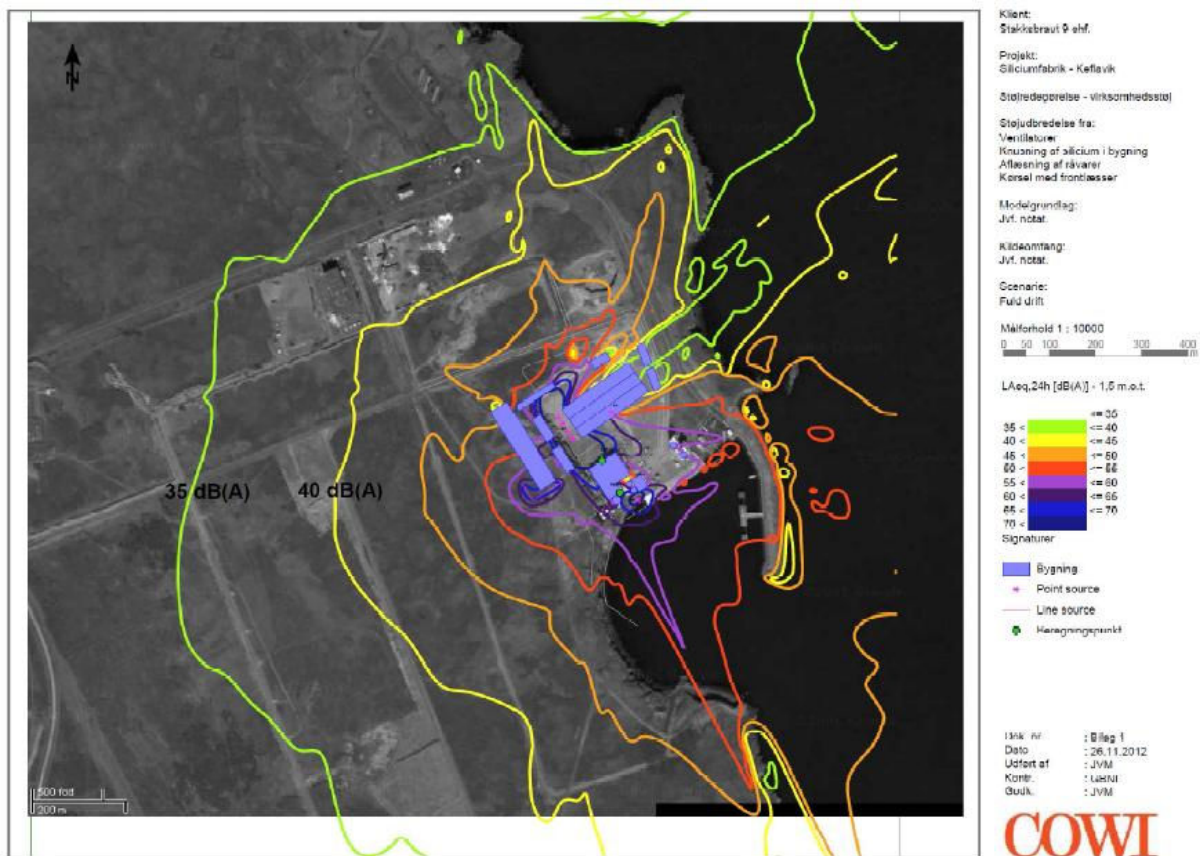 N
35 dB(A)
40 dB(A)
500 fod
200 m
Klient:
Stakksbraut 9 ehf.
Projekt:
Siliciumfabrik - Keflavik
Støjredegørelse - virksomhedsstøj
Støjudbredelse fra:
Ventilatorer
Knusning af silicium i bygning
Aflæsning af råvarer
Kørsel med frontlæsser
Modelgrundlag:
Jvf. notat.
Kildeomfang:
Jvf. notat.
Scenarie:
Fuld drift
Målforhold 1 : 10000
0 50 100 200 300 400
m
LAeq,24h [dB(A)] - 1,5 m.o.t.
<= 35
35 < <= 40
40 < <= 45
45 < <= 50
50 < <= 55
55 < <= 60
60 < <= 65
65 < <= 70
70 <
Signaturer
Bygning
Point source
Line source
Beregningspunkt
Dok. nr. : Bilag 1
Dato : 26.11.2012
Udført af : JVM
Kontr. : GBNI
Godk. : JVM
COWI